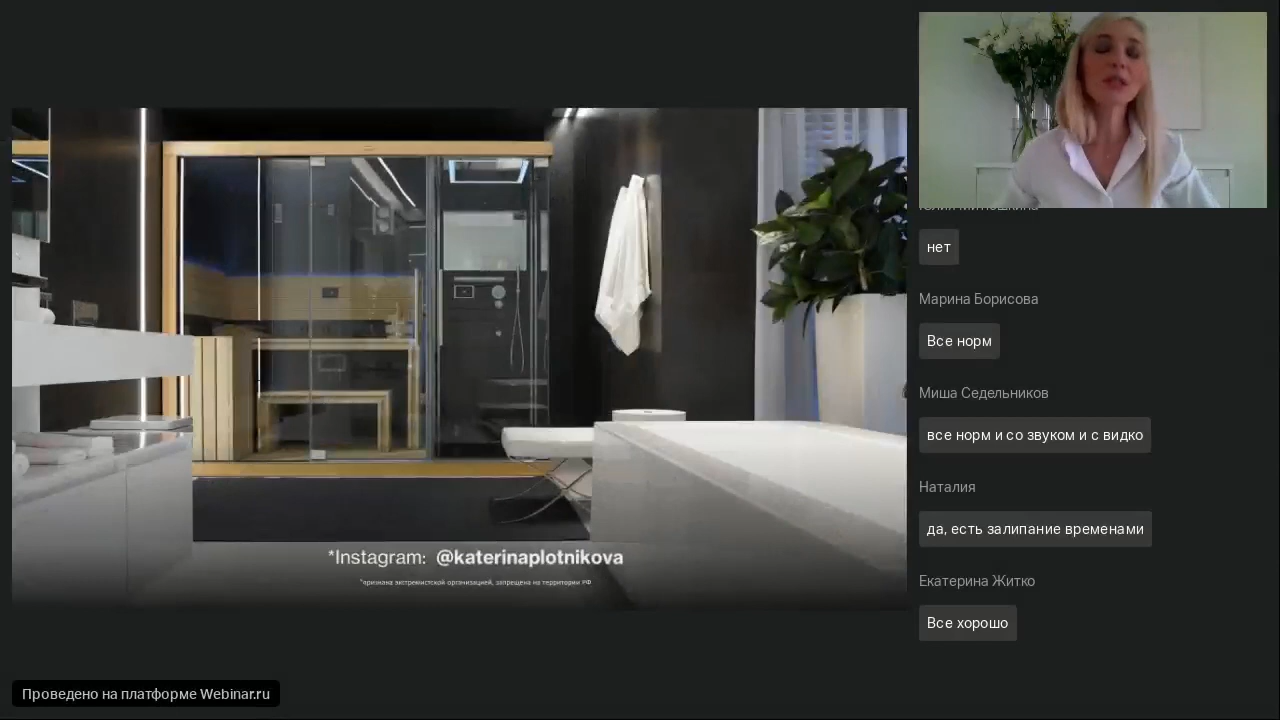 *Instagram: @katerinaplotnikova
*признана экстремистской организацией, запрещена на территории РФ
нет
Марина Борисова
Все норм
Миша Седельников
все норм и со звуком и с видко
Наталия
да, есть залипание временами
Екатерина Житко
Все хорошо
Проведено на платформе Webinar.ru